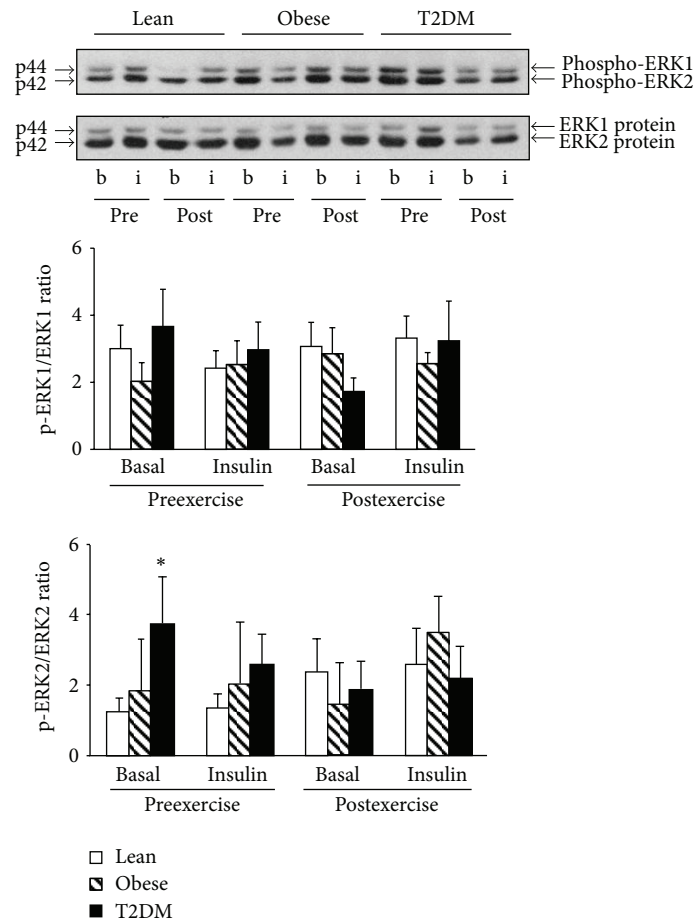 Lean Obese T2DM
p44 Phospho-ERK1
p42 Phospho-ERK2
p44 ERK1 protein
p42 ERK2 protein
b i b i b i b i b i b i
Pre Post Pre Post Pre Post
p-ERK1/ERK1 ratio
6
4
2
0
Basal Insulin Basal Insulin
Preexercise Postexercise
p-ERK2/ERK2 ratio
6
*
4
2
0
Basal Insulin Basal Insulin
Preexercise Postexercise
Lean
Obese
T2DM